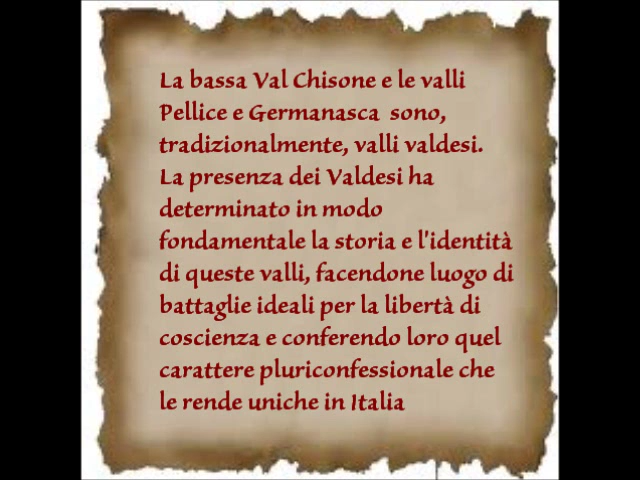 La bassa Val Chisone e le valli
Pellice e Germanasca sono,
tradizionalmente, valli valdesi.
La presenza dei Valdesi ha
determinato in modo
fondamentale la storia e l'identità
di queste valli, facendone luogo di
battaglie ideali per la libertà di
coscienza e conferendo loro quel
carattere pluriconfessionale che
le rende uniche in Italia